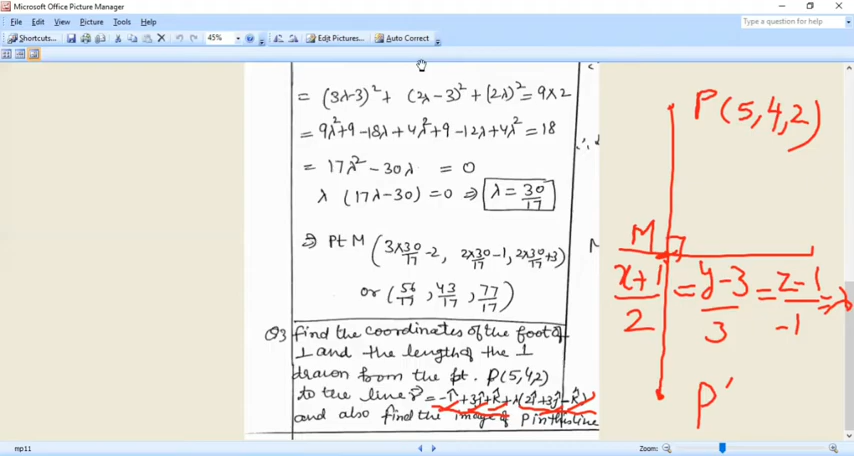 Microsoft Office Picture Manager
File Edit View Picture Tools Help
Type a question for help
Shortcuts... 45% Edit Pictures... Auto Correct
= (3λ-3)² + (2λ-3)² + (2λ)² = 9×2
= 9λ²+9-18λ+4λ²+9-12λ+4λ² = 18
= 17λ²-30λ = 0
λ (17λ-30) = 0 ⇒ λ = 30/17
⇒ Pt M (3×30/17 -2, 2×30/17 -1, 2×30/17 +3)
or (56/17, 43/17, 77/17)
Q3 find the coordinates of the foot of
⊥ and the length of the ⊥
drawn from the pt. P(5,4,2)
to the line r⃗ = -î+3ĵ+k̂+λ(2î+3ĵ-k̂)
and also find the image of P in this line
P(5,4,2)
M
x+1/2 = y-3/3 = z-1/-1 = λ
P'
mp11
Zoom: